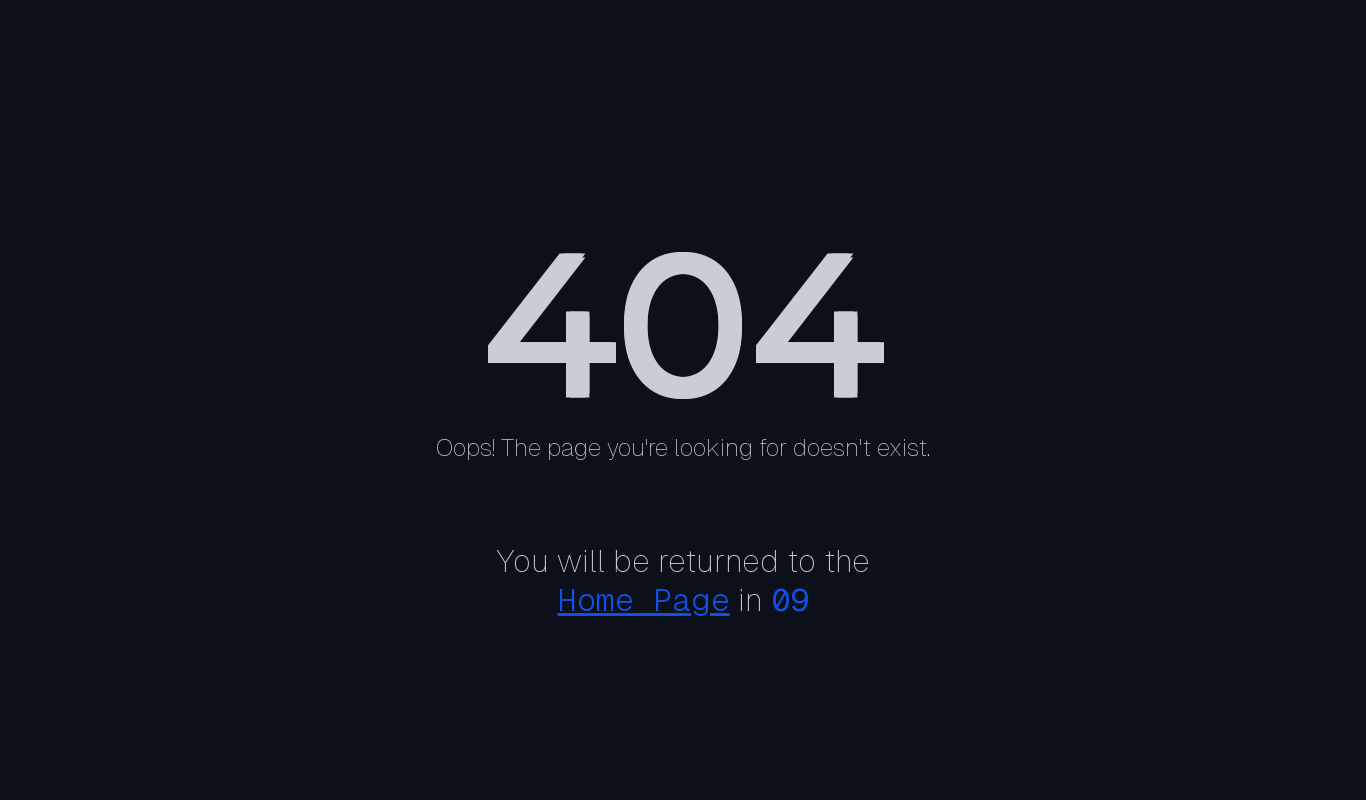 404
Oops! The page you're looking for doesn't exist.
You will be returned to the
Home Page in 09